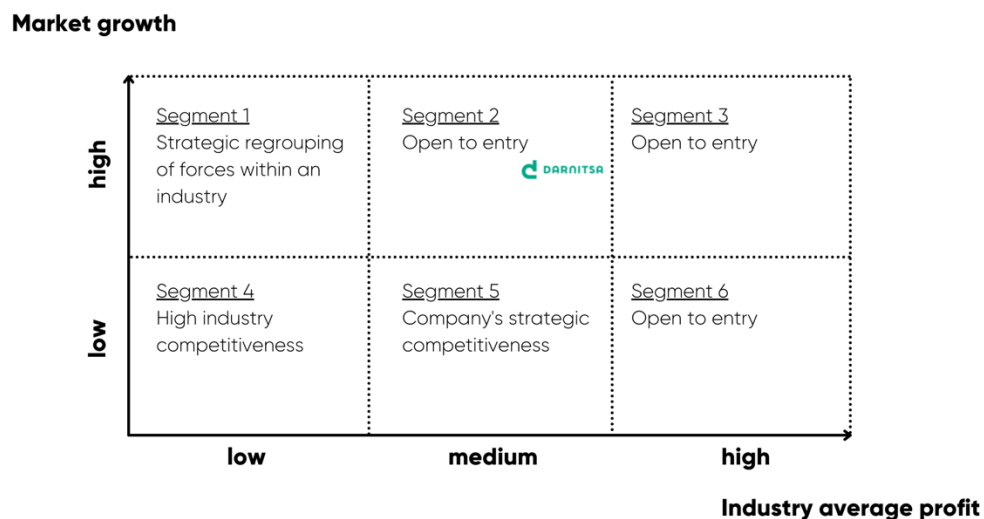 Market growth
high
Segment 1
Strategic regrouping
of forces within an
industry
Segment 2
Open to entry
DARNITSA
Segment 3
Open to entry
low
Segment 4
High industry
competitiveness
Segment 5
Company's strategic
competitiveness
Segment 6
Open to entry
low
medium
high
Industry average profit